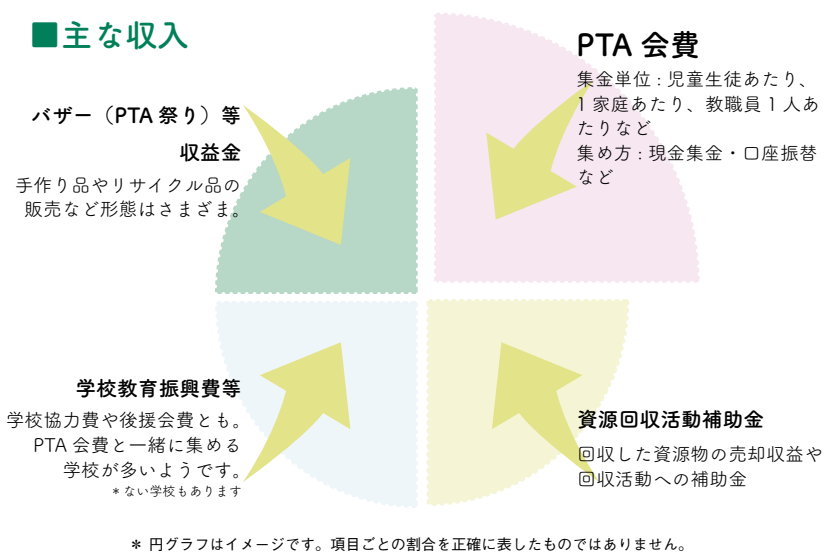 ■主な収入
PTA 会費
集金単位 : 児童生徒あたり、
1 家庭あたり、教職員 1 人あ
たりなど
集め方 : 現金集金・口座振替
など
バザー（PTA 祭り）等
収益金
手作り品やリサイクル品の
販売など形態はさまざま。
学校教育振興費等
学校協力費や後援会費とも。
PTA 会費と一緒に集める
学校が多いようです。
＊ない学校もあります
資源回収活動補助金
回収した資源物の売却収益や
回収活動への補助金
＊ 円グラフはイメージです。項目ごとの割合を正確に表したものではありません。